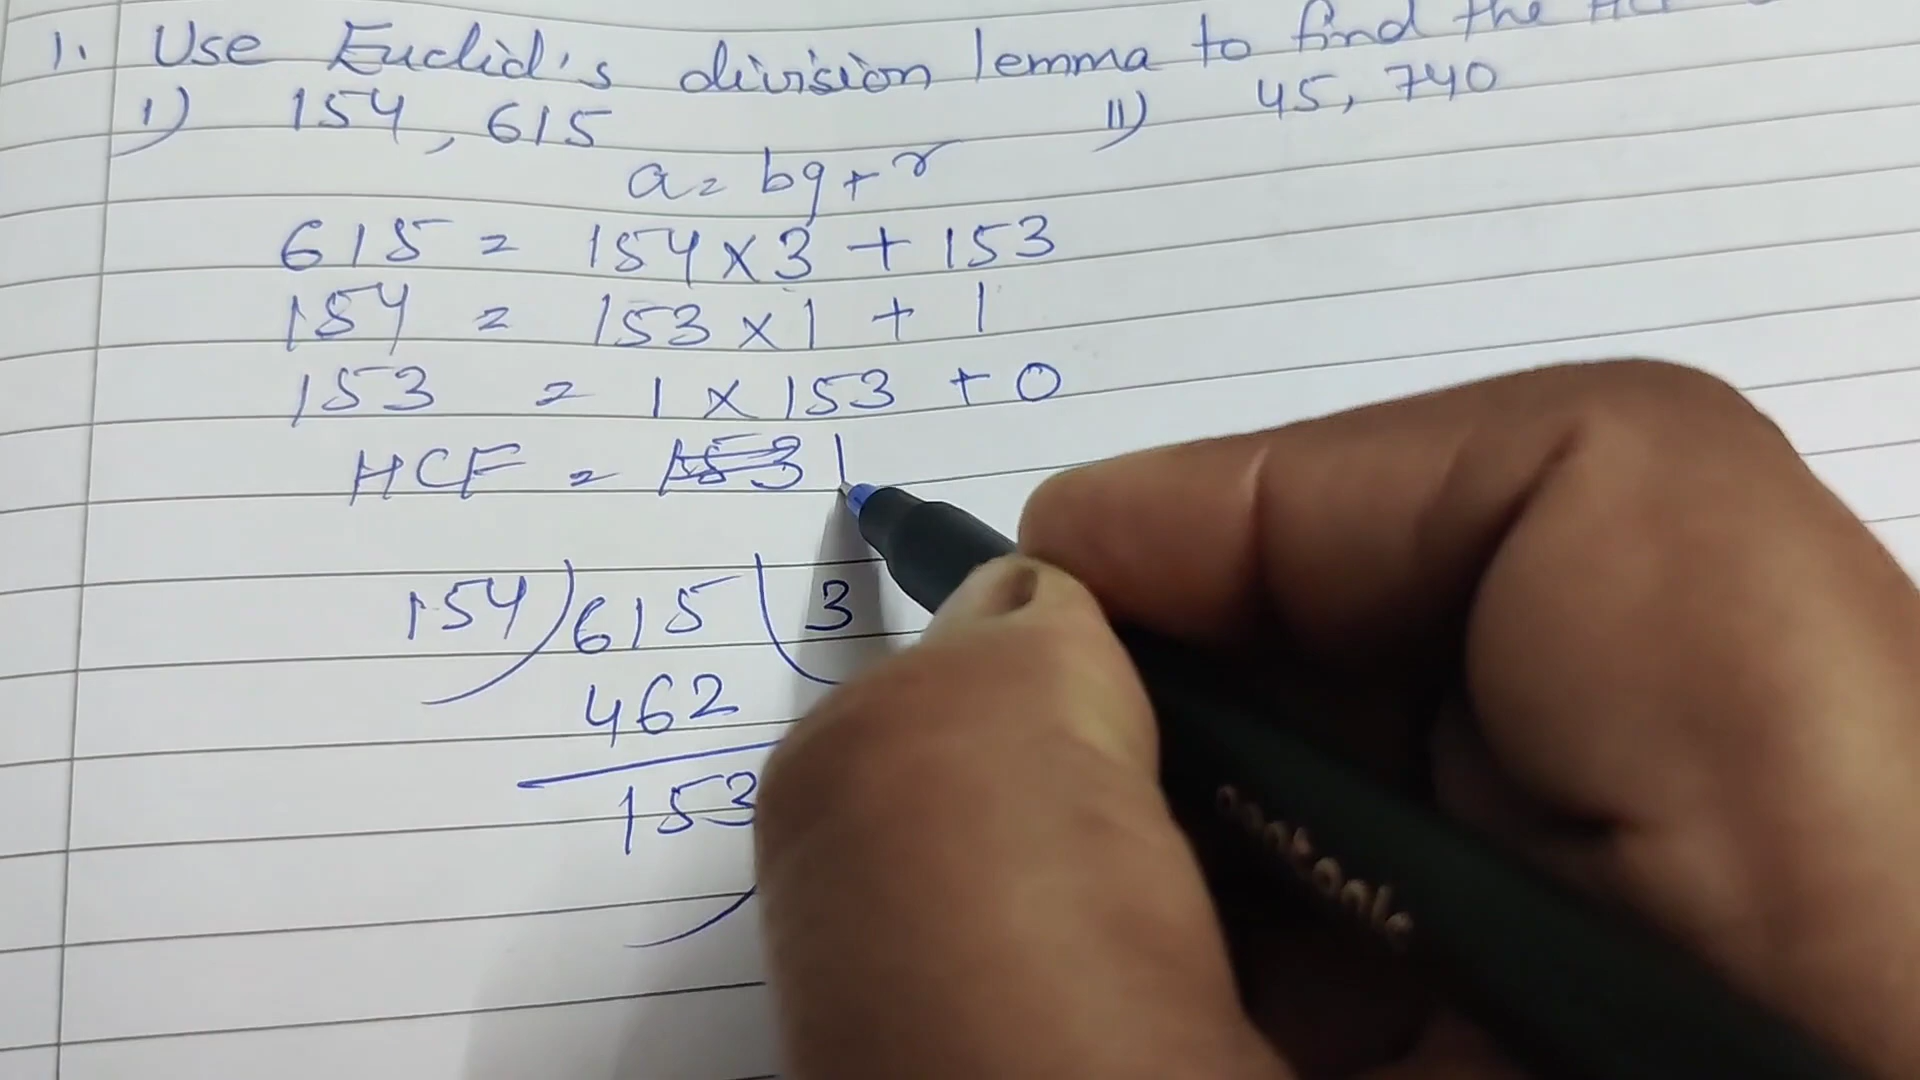 1. Use Euclid's division lemma to find the HCF
i) 154, 615
ii) 45, 740
a = bq + r
615 = 154 × 3 + 153
154 = 153 × 1 + 1
153 = 1 × 153 + 0
HCF = 153 1
154 ) 615 ( 3
462
153